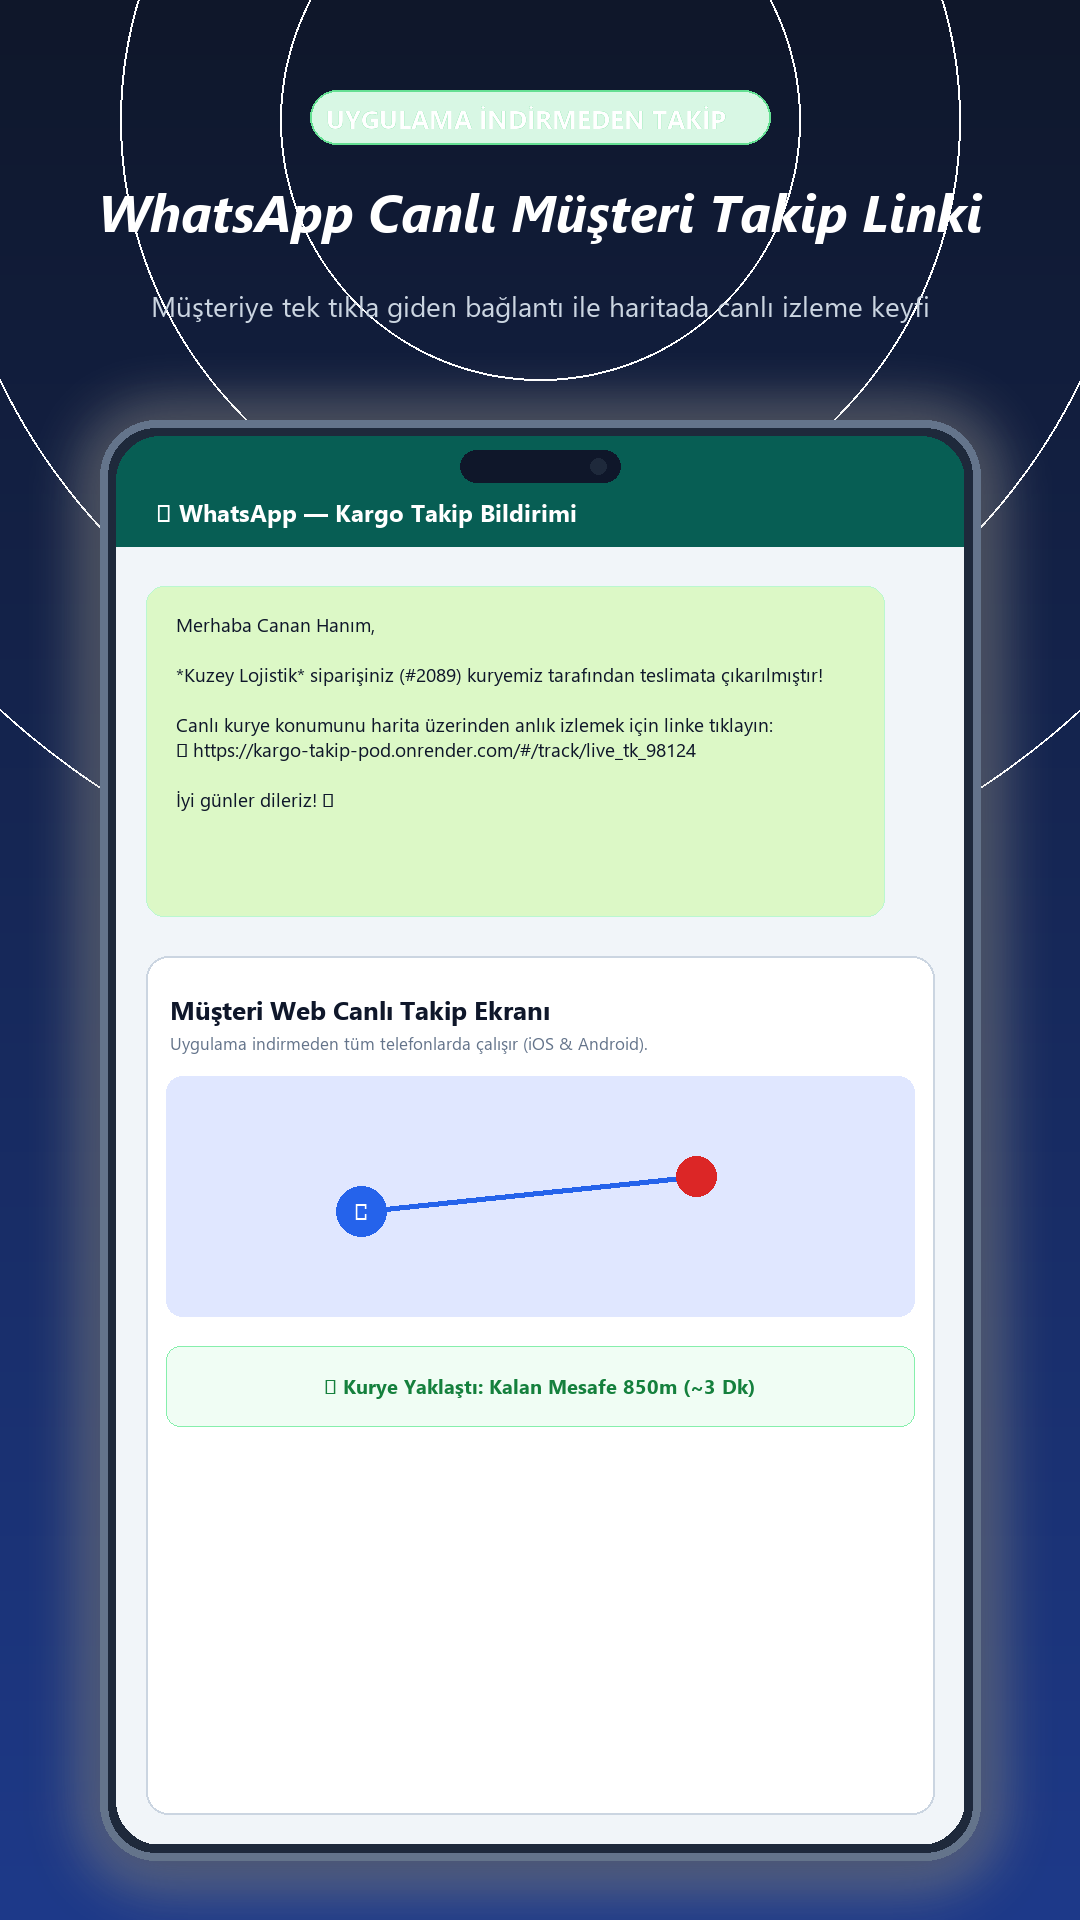 UYGULAMA İNDİRMEDEN TAKİP
WhatsApp Canlı Müşteri Takip Linki
Müşteriye tek tıkla giden bağlantı ile haritada canlı izleme keyfi
WhatsApp — Kargo Takip Bildirimi
Merhaba Canan Hanım,
*Kuzey Lojistik* siparişiniz (#2089) kuryemiz tarafından teslimata çıkarılmıştır!
Canlı kurye konumunu harita üzerinden anlık izlemek için linke tıklayın:
https://kargo-takip-pod.onrender.com/#/track/live_tk_98124
İyi günler dileriz!
Müşteri Web Canlı Takip Ekranı
Uygulama indirmeden tüm telefonlarda çalışır (iOS & Android).
Kurye Yaklaştı: Kalan Mesafe 850m (~3 Dk)